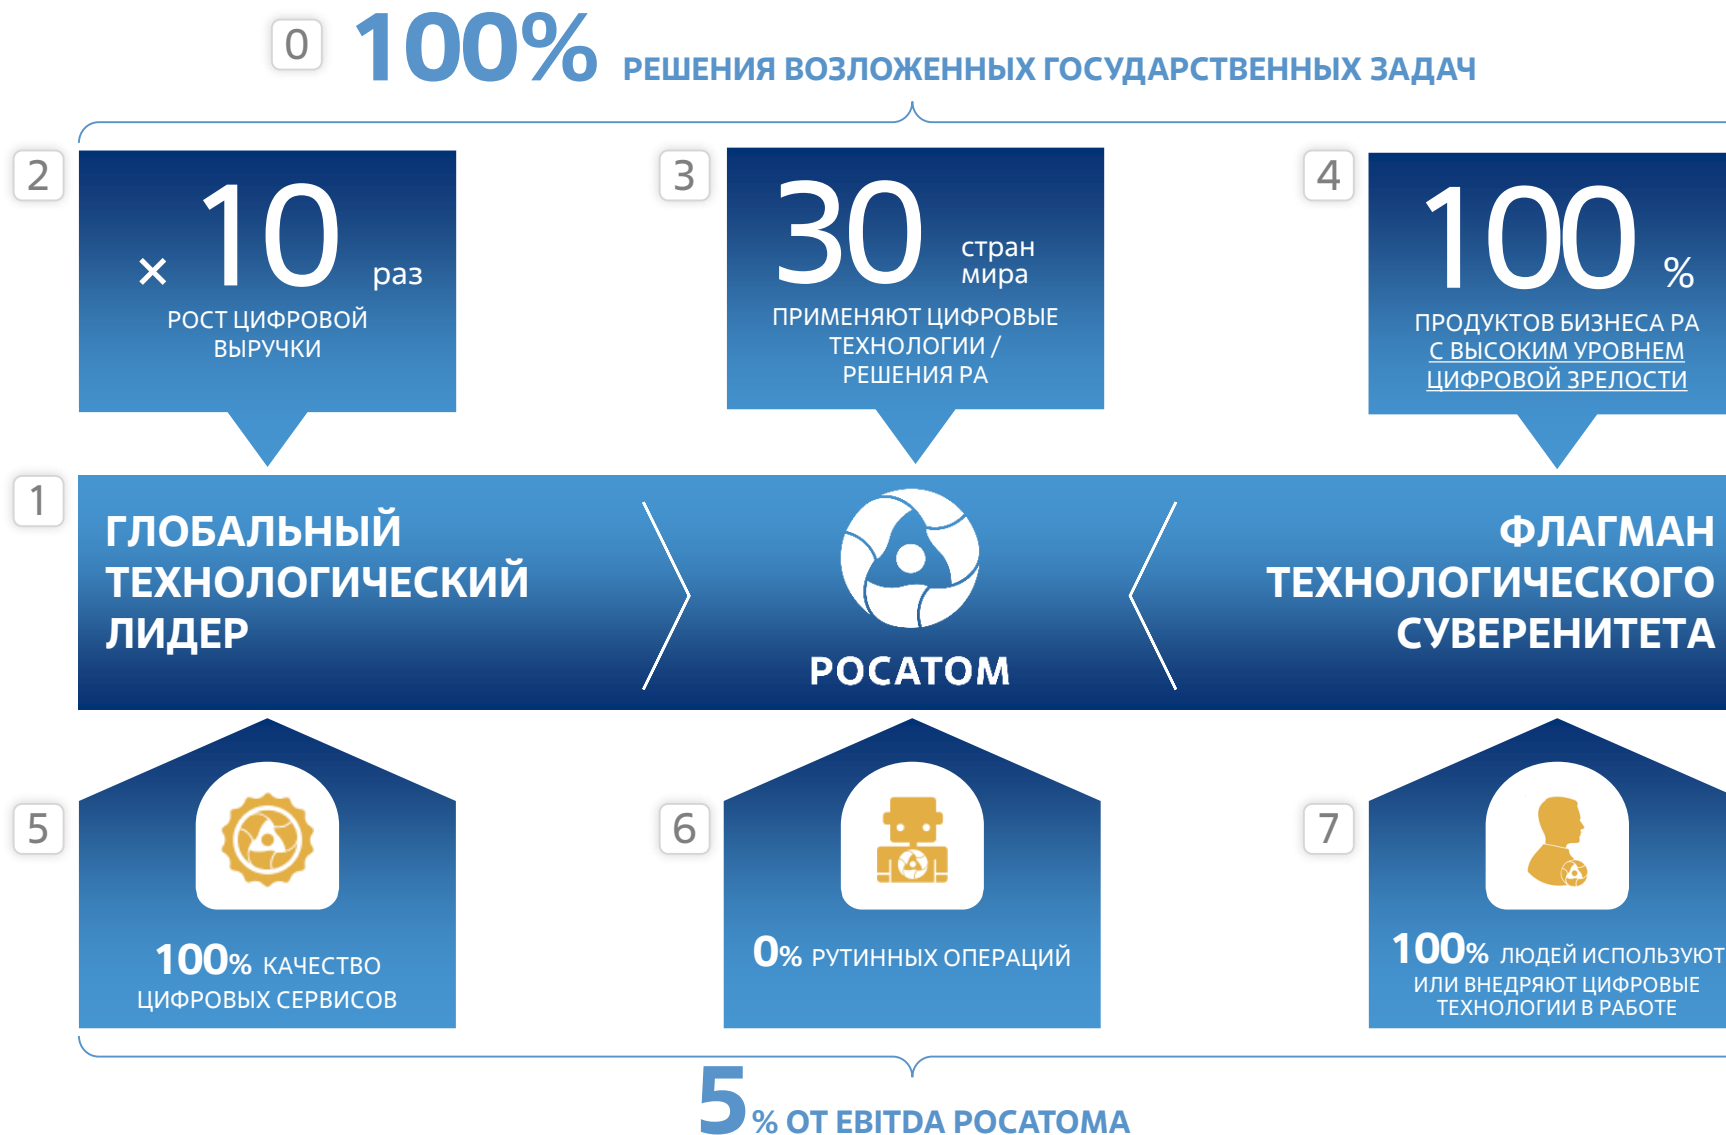 0
100% РЕШЕНИЯ ВОЗЛОЖЕННЫХ ГОСУДАРСТВЕННЫХ ЗАДАЧ
2
× 10 раз
РОСТ ЦИФРОВОЙ
ВЫРУЧКИ
3
30 стран
мира
ПРИМЕНЯЮТ ЦИФРОВЫЕ
ТЕХНОЛОГИИ /
РЕШЕНИЯ РА
4
100 %
ПРОДУКТОВ БИЗНЕСА РА
С ВЫСОКИМ УРОВНЕМ
ЦИФРОВОЙ ЗРЕЛОСТИ
1
ГЛОБАЛЬНЫЙ
ТЕХНОЛОГИЧЕСКИЙ
ЛИДЕР
РОСАТОМ
ФЛАГМАН
ТЕХНОЛОГИЧЕСКОГО
СУВЕРЕНИТЕТА
5
100% КАЧЕСТВО
ЦИФРОВЫХ СЕРВИСОВ
6
0% РУТИННЫХ ОПЕРАЦИЙ
7
100% ЛЮДЕЙ ИСПОЛЬЗУЮТ
ИЛИ ВНЕДРЯЮТ ЦИФРОВЫЕ
ТЕХНОЛОГИИ В РАБОТЕ
5% ОТ EBITDA РОСАТОМА